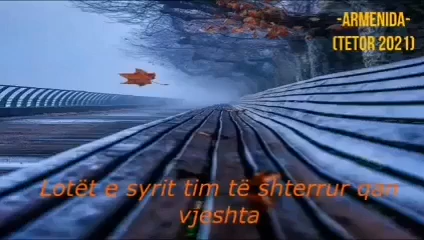 -ARMENIDA-
(TETOR 2021)
Lotët e syrit tim të shterrur qan
vjeshta